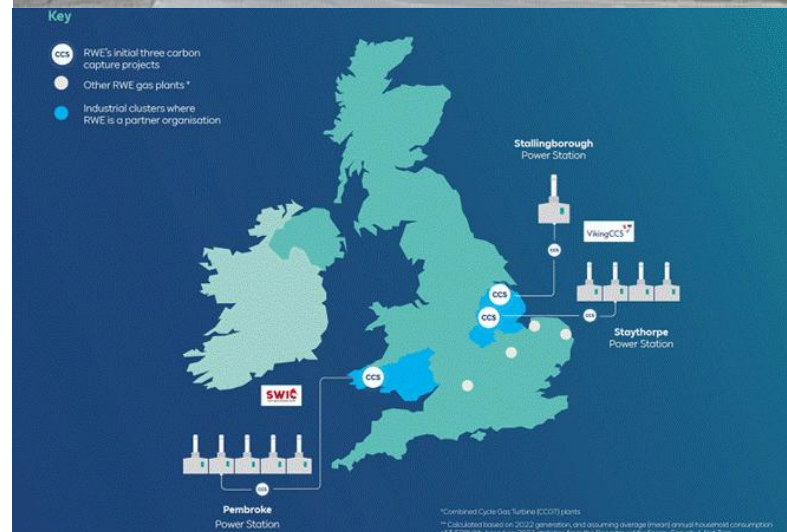 Key
CCS
RWE's initial three carbon
capture projects
Other RWE gas plants *
Industrial clusters where
RWE is a partner organisation
Stallingborough
Power Station
VikingCCS
CCS
CCS
CCS
CCS
Staythorpe
Power Station
CCS
SWIC
CCS
Pembroke
Power Station
*Combined Cycle Gas Turbine (CCGT) plants
** Calculated based on 2022 generation, and assuming average (mean) annual household consumption